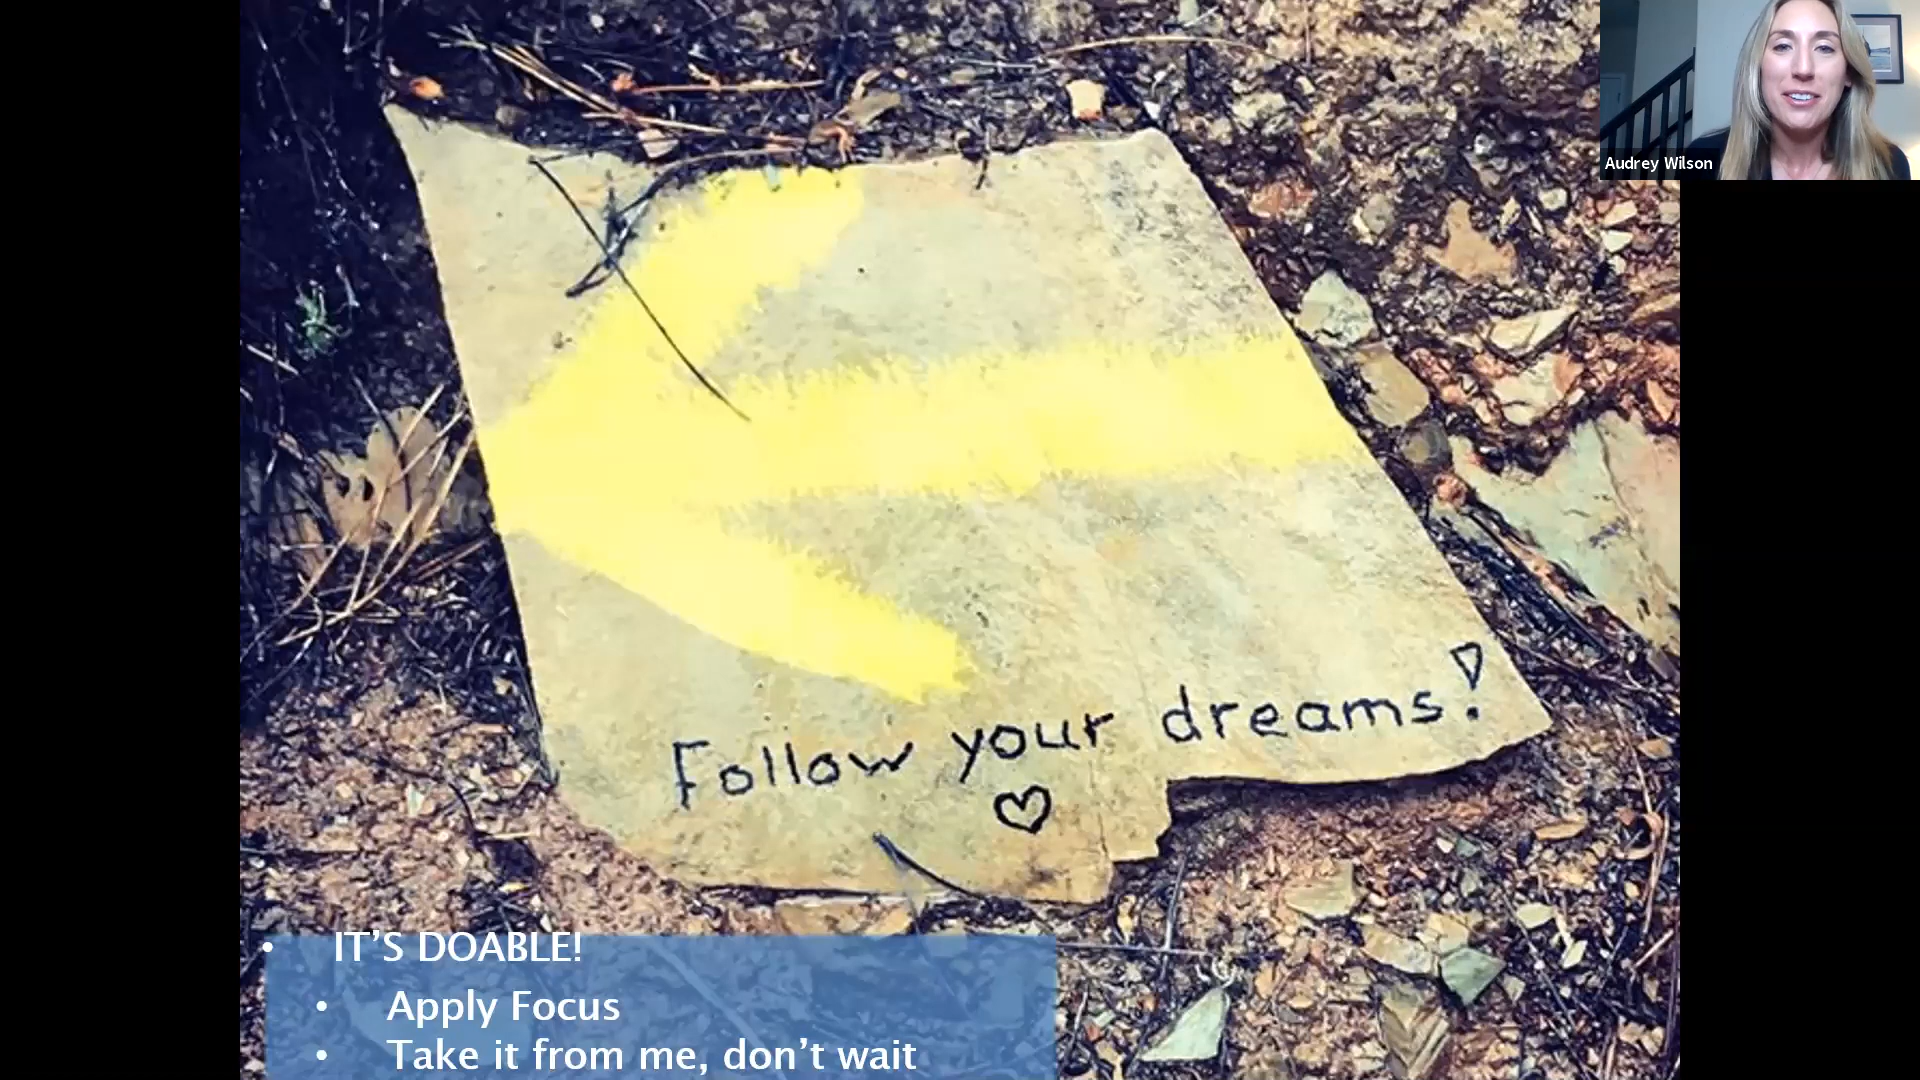 Audrey Wilson
Follow your dreams!
• IT’S DOABLE!
• Apply Focus
• Take it from me, don’t wait